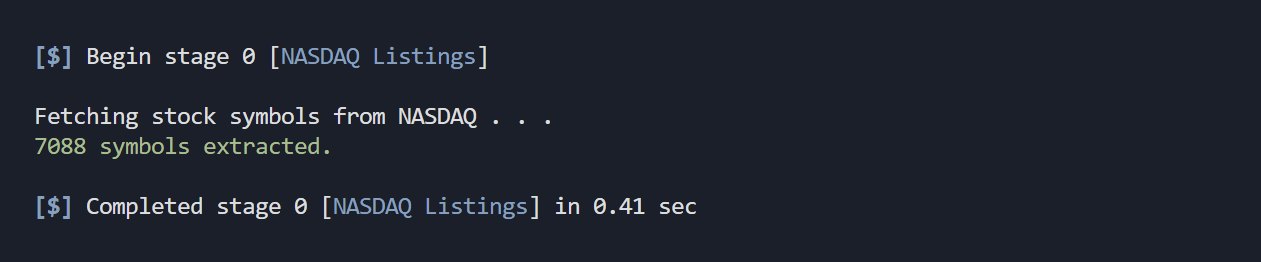 [$] Begin stage 0 [NASDAQ Listings]
Fetching stock symbols from NASDAQ . . .
7088 symbols extracted.
[$] Completed stage 0 [NASDAQ Listings] in 0.41 sec